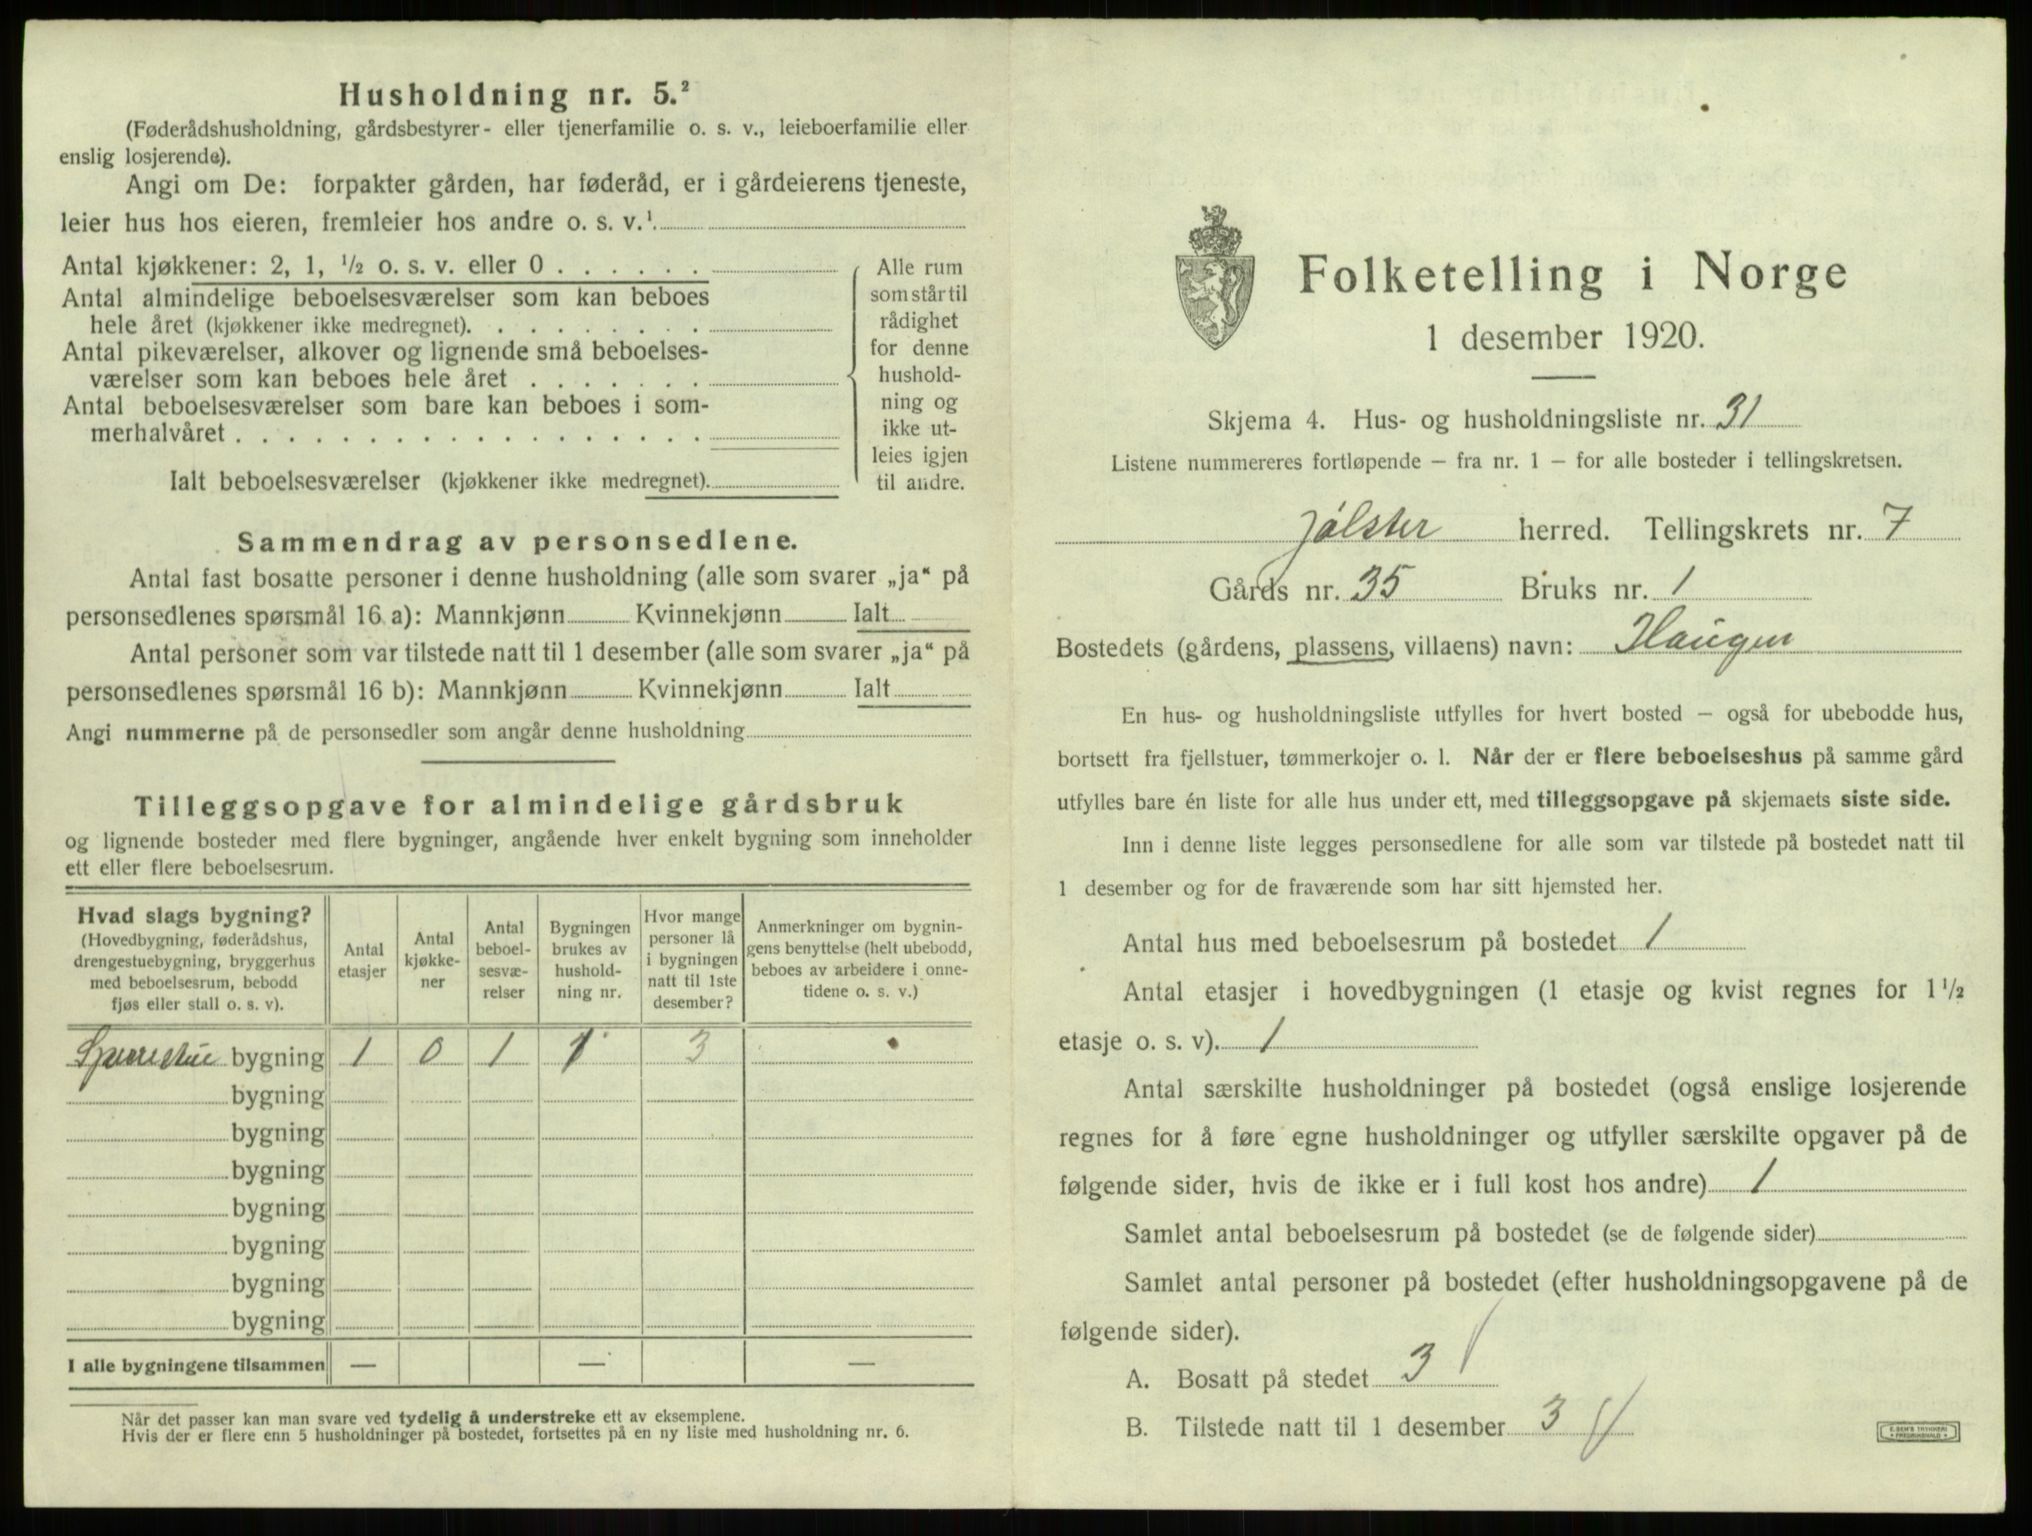 Husholdning nr. 5.²
(Føderådshusholdning, gårdsbestyrer- eller tjenerfamilie o. s. v., leieboerfamilie eller
enslig losjerende).
Angi om De: forpakter gården, har føderåd, er i gårdeierens tjeneste,
leier hus hos eieren, fremleier hos andre o. s. v.¹
Antal kjøkkener: 2, 1, ½ o. s. v. eller 0
Antal almindelige beboelsesværelser som kan beboes
hele året (kjøkkener ikke medregnet).
Antal pikeværelser, alkover og lignende små beboelses-
værelser som kan beboes hele året
Antal beboelsesværelser som bare kan beboes i som-
merhalvåret
Ialt beboelsesværelser (kjøkkener ikke medregnet).
Alle rum
som står til
rådighet
for denne
hushold-
ning og
ikke ut-
leies igjen
til andre.
Sammendrag av personsedlene.
Antal fast bosatte personer i denne husholdning (alle som svarer „ja“ på
personsedlenes spørsmål 16 a): Mannkjønn Kvinnekjønn Ialt
Antal personer som var tilstede natt til 1 desember (alle som svarer „ja“ på
personsedlenes spørsmål 16 b): Mannkjønn Kvinnekjønn Ialt
Angi nummerne på de personsedler som angår denne husholdning
Tilleggsopgave for almindelige gårdsbruk
og lignende bosteder med flere bygninger, angående hver enkelt bygning som inneholder
ett eller flere beboelsesrum.
Hvad slags bygning?
(Hovedbygning, føderådshus,
drengestuebygning, bryggerhus
med beboelsesrum, bebodd
fjøs eller stall o. s. v).
Antal
etasjer
Antal
kjøkke-
ner
Antal
beboel-
sesvæ-
relser
Bygningen
brukes av
hushold-
ning nr.
Hvor mange
personer lå
i bygningen
natt til 1ste
desember?
Anmerkninger om bygnin-
gens benyttelse (helt ubebodd,
beboes av arbeidere i onne-
tidene o. s. v.)
bygning 1 0 1 1 3
bygning
bygning
bygning
bygning
bygning
bygning
bygning
I alle bygningene tilsammen — — —
Når det passer kan man svare ved tydelig å understreke ett av eksemplene.
Hvis der er flere enn 5 husholdninger på bostedet, fortsettes på en ny liste med husholdning nr. 6.
Folketelling i Norge
1 desember 1920.
Skjema 4. Hus- og husholdningsliste nr. 31
Listene nummereres fortløpende – fra nr. 1 – for alle bosteder i tellingskretsen.
Jølster herred. Tellingskrets nr. 7
Gårds nr. 35 Bruks nr. 1
Bostedets (gårdens, plassens, villaens) navn: Haugen
En hus- og husholdningsliste utfylles for hvert bosted – også for ubebodde hus,
bortsett fra fjellstuer, tømmerkojer o. l. Når der er flere beboelseshus på samme gård
utfylles bare én liste for alle hus under ett, med tilleggsopgave på skjemaets siste side.
Inn i denne liste legges personsedlene for alle som var tilstede på bostedet natt til
1 desember og for de fraværende som har sitt hjemsted her.
Antal hus med beboelsesrum på bostedet 1
Antal etasjer i hovedbygningen (1 etasje og kvist regnes for 1 ½
etasje o. s. v). 1
Antal særskilte husholdninger på bostedet (også enslige losjerende
regnes for å føre egne husholdninger og utfyller særskilte opgaver på de
følgende sider, hvis de ikke er i full kost hos andre) 1
Samlet antal beboelsesrum på bostedet (se de følgende sider)
Samlet antal personer på bostedet (efter husholdningsopgavene på de
følgende sider).
A. Bosatt på stedet 3
B. Tilstede natt til 1 desember 3